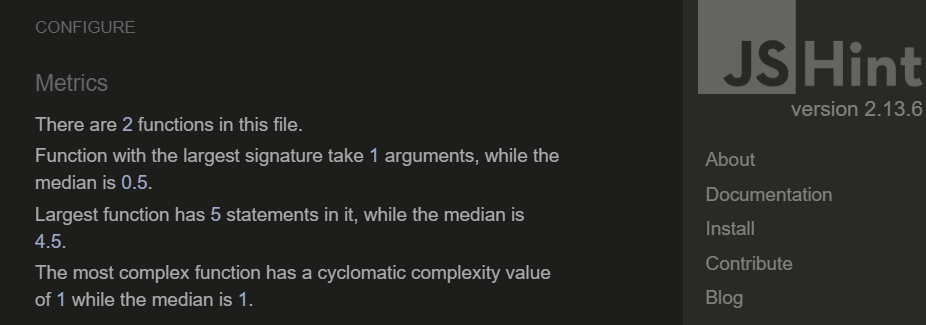 CONFIGURE
Metrics
There are 2 functions in this file.
Function with the largest signature take 1 arguments, while the
median is 0.5.
Largest function has 5 statements in it, while the median is
4.5.
The most complex function has a cyclomatic complexity value
of 1 while the median is 1.
JSHint
version 2.13.6
About
Documentation
Install
Contribute
Blog